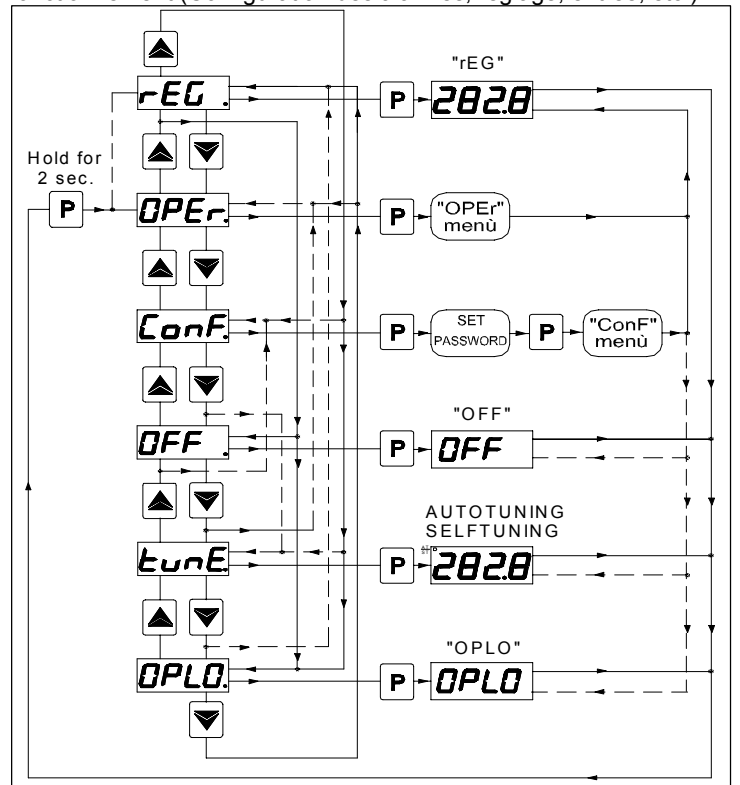 "rEG"
rEG .
P
282.8
Hold for
2 sec.
P
OPEr.
P
"OPEr"
menù
ConF.
P
SET
PASSWORD
P
"ConF"
menù
"OFF"
OFF .
P
OFF
AUTOTUNING
SELFTUNING
tunE.
P
282.8
"OPLO"
OPLO.
P
OPLO